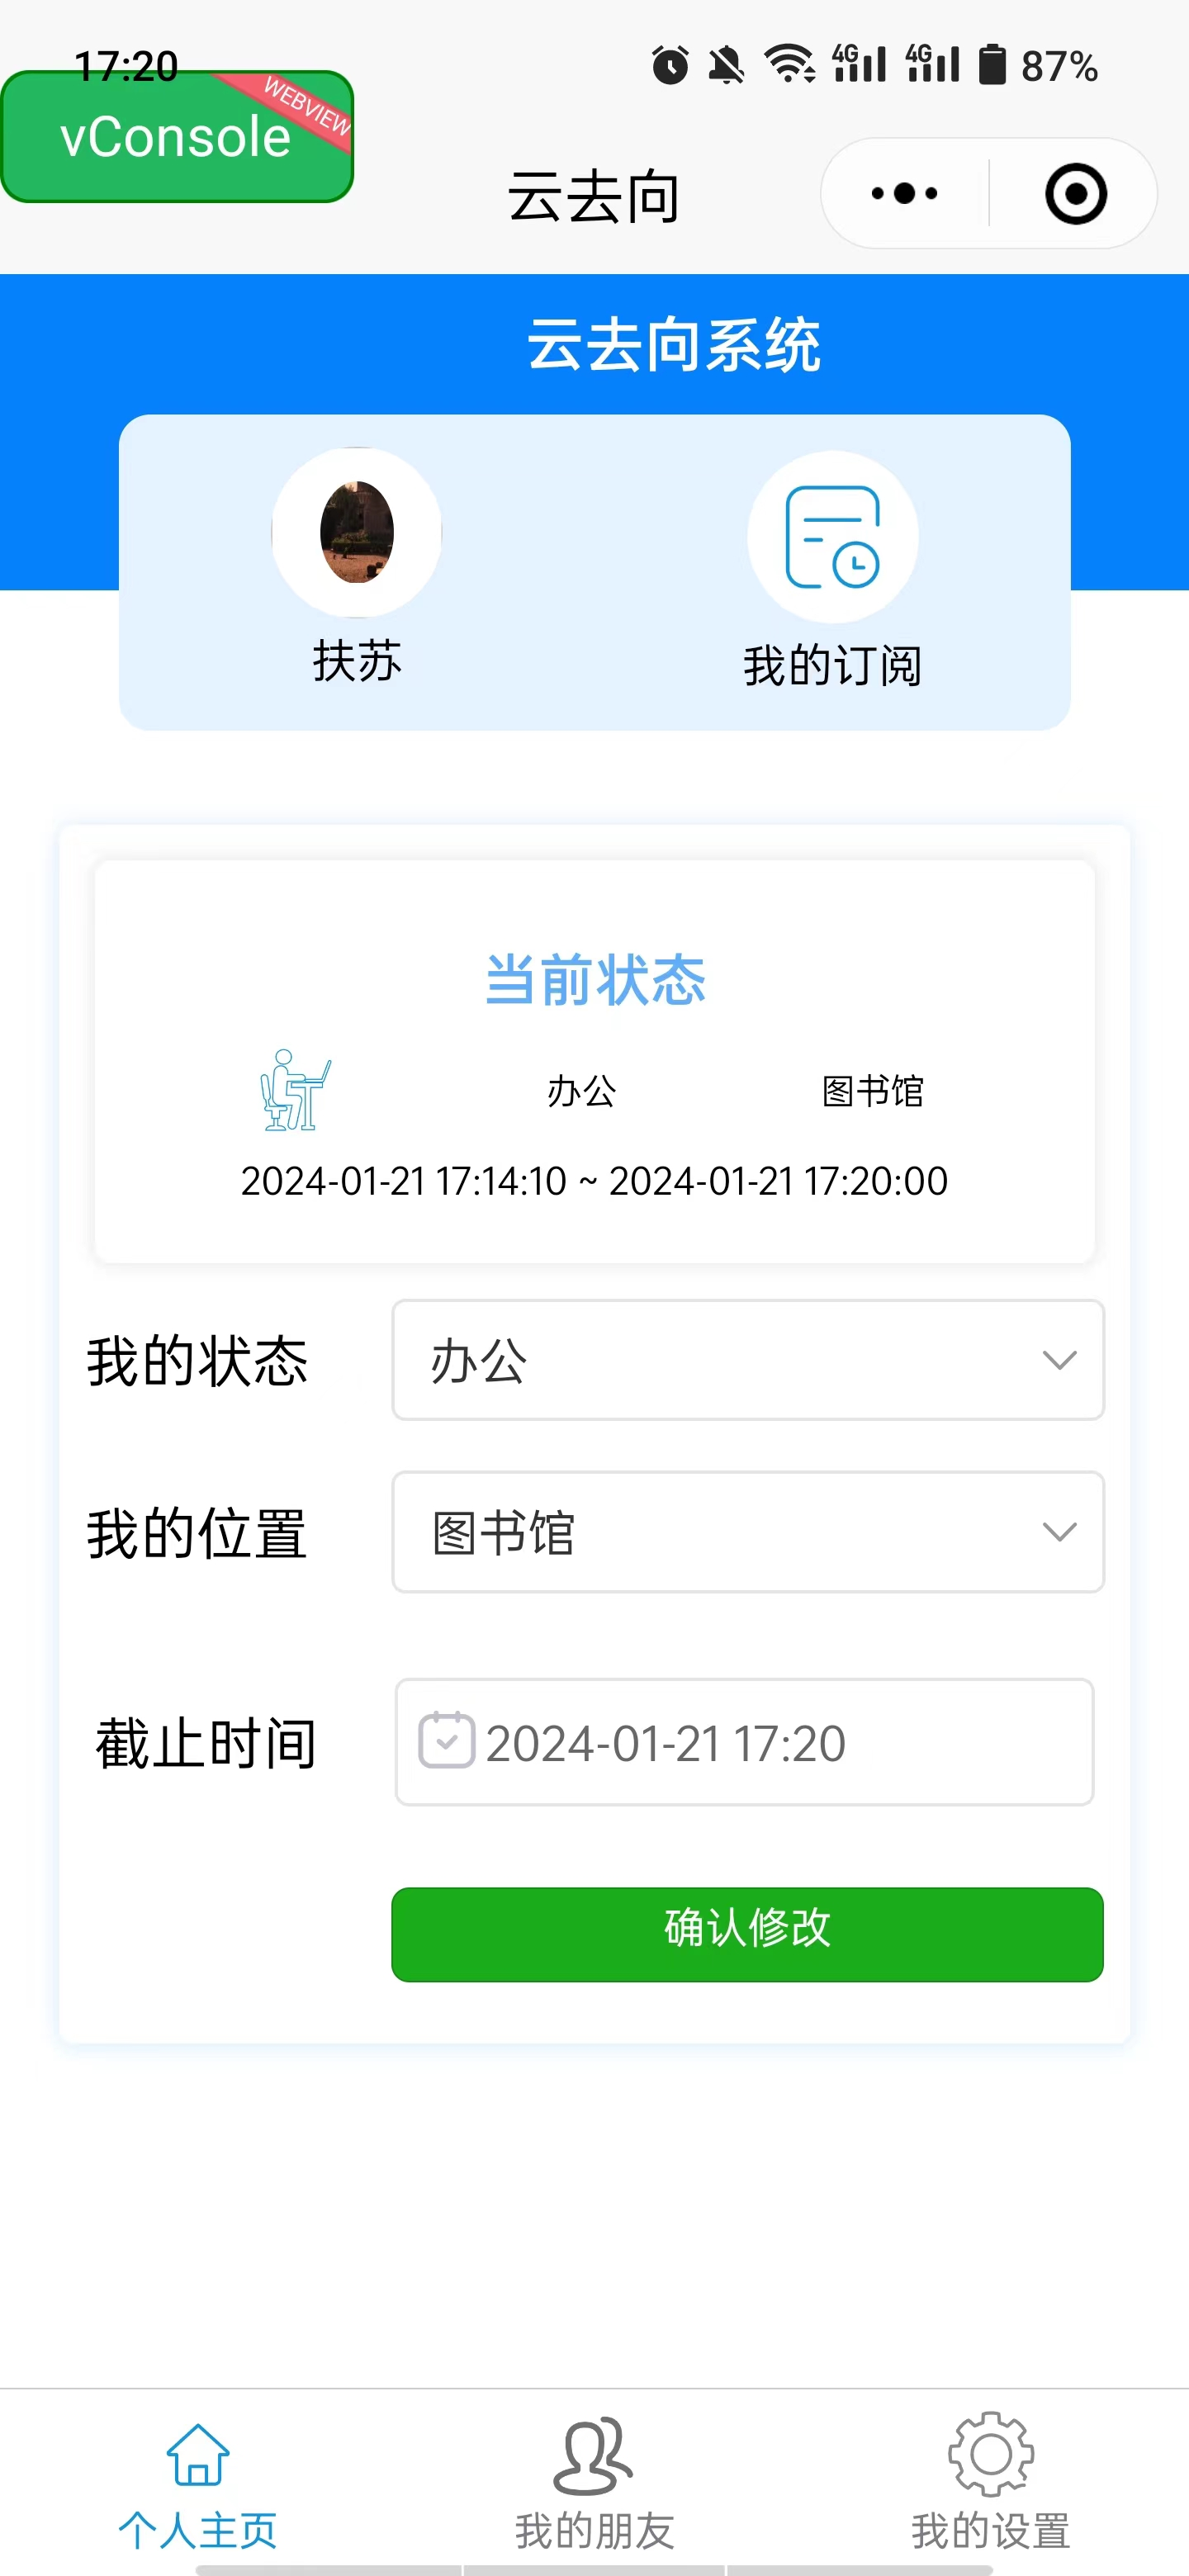 17:20
4G 4G 87%
WEBVIEW
vConsole
云去向
云去向系统
扶苏
我的订阅
当前状态
办公 图书馆
2024-01-21 17:14:10 ~ 2024-01-21 17:20:00
我的状态 办公
我的位置 图书馆
截止时间 2024-01-21 17:20
确认修改
个人主页 我的朋友 我的设置